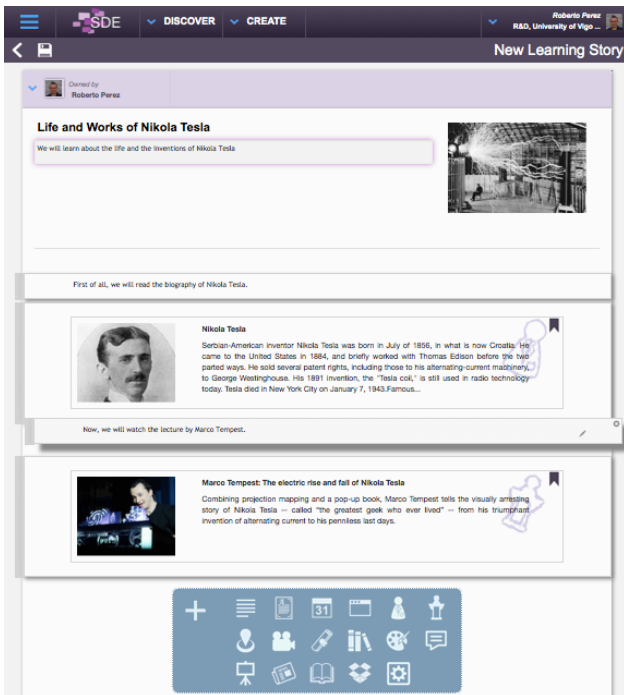 SDE
DISCOVER
CREATE
Roberto Perez
R&D, University of Vigo ...
New Learning Story
Owned by
Roberto Perez
Life and Works of Nikola Tesla
We will learn about the life and the inventions of Nikola Tesla
First of all, we will read the biography of Nikola Tesla.
Nikola Tesla
Serbian-American inventor Nikola Tesla was born in July of 1856, in what is now Croatia. He
came to the United States in 1884, and briefly worked with Thomas Edison before the two
parted ways. He sold several patent rights, including those to his alternating-current machinery,
to George Westinghouse. His 1891 invention, the "Tesla coil," is still used in radio technology
today. Tesla died in New York City on January 7, 1943.Famous...
Now, we will watch the lecture by Marco Tempest.
Marco Tempest: The electric rise and fall of Nikola Tesla
Combining projection mapping and a pop-up book, Marco Tempest tells the visually arresting
story of Nikola Tesla -- called "the greatest geek who ever lived" -- from his triumphant
invention of alternating current to his penniless last days.
31